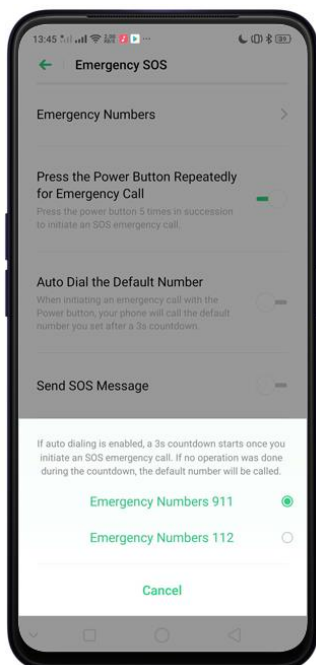 13:45
Emergency SOS
Emergency Numbers
Press the Power Button Repeatedly
for Emergency Call
Press the power button 5 times in succession
to initiate an SOS emergency call.
Auto Dial the Default Number
When initiating an emergency call with the
Power button, your phone will call the default
number you set after a 3s countdown.
Send SOS Message
If auto dialing is enabled, a 3s countdown starts once you
initiate an SOS emergency call. If no operation was done
during the countdown, the default number will be called.
Emergency Numbers 911
Emergency Numbers 112
Cancel